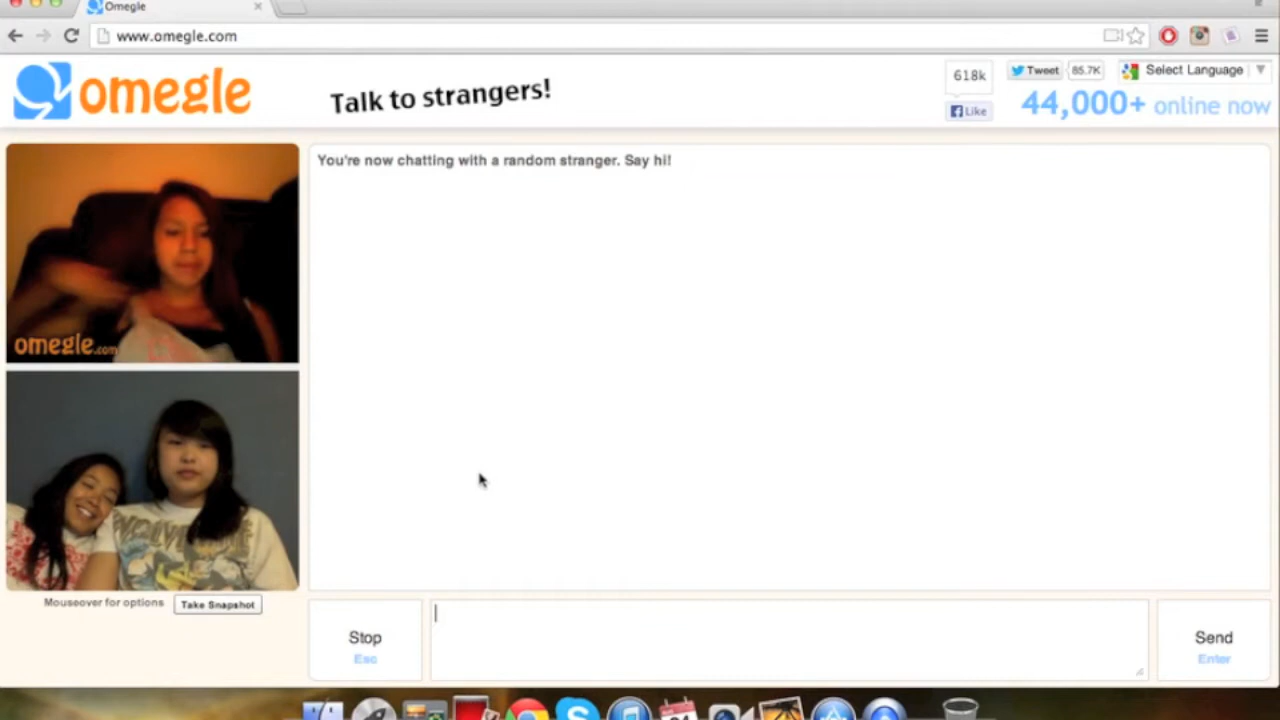 Omegle
www.omegle.com
omegle
Talk to strangers!
618k
Like
Tweet
85.7K
Select Language
44,000+ online now
You're now chatting with a random stranger. Say hi!
omegle.com
WOLVERINE
Mouseover for options
Take Snapshot
Stop
Esc
Send
Enter